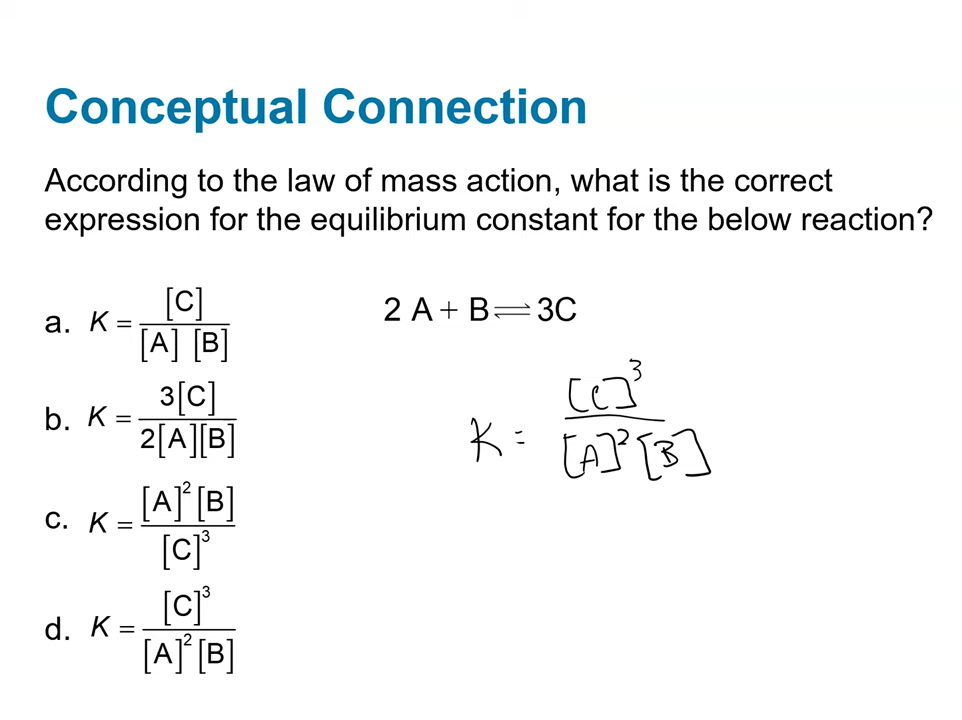 Conceptual Connection
According to the law of mass action, what is the correct
expression for the equilibrium constant for the below reaction?
2 A + B ⇌ 3C
a. K = [C] / [A] [B]
b. K = 3[C] / 2[A][B]
c. K = [A]² [B] / [C]³
d. K = [C]³ / [A]² [B]
K = [C]³ / [A]² [B]